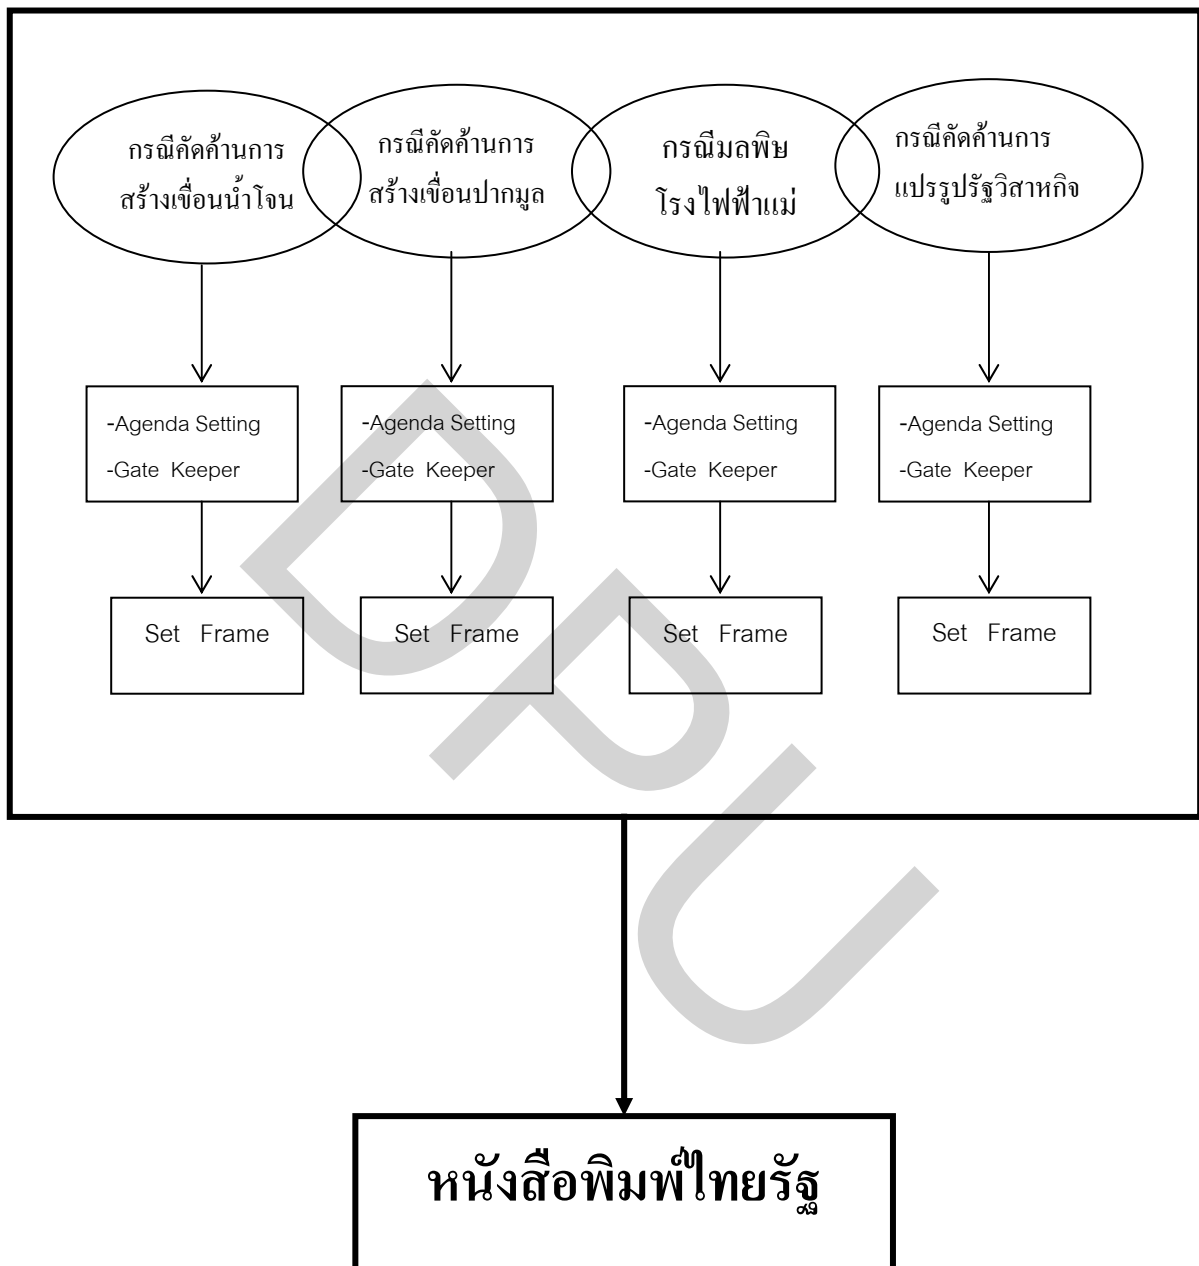 กรณีคัดค้านการ
สร้างเขื่อนน้ำโจน
กรณีคัดค้านการ
สร้างเขื่อนปากมูล
กรณีมลพิษ
โรงไฟฟ้าแม่
กรณีคัดค้านการ
แปรรูปรัฐวิสาหกิจ
-Agenda Setting
-Gate Keeper
-Agenda Setting
-Gate Keeper
-Agenda Setting
-Gate Keeper
-Agenda Setting
-Gate Keeper
Set Frame
Set Frame
Set Frame
Set Frame
DPU
หนังสือพิมพ์ไทยรัฐ